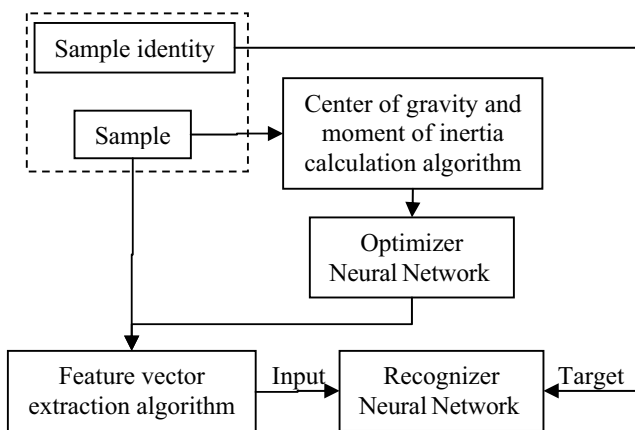 Sample identity
Sample
Center of gravity and
moment of inertia
calculation algorithm
Optimizer
Neural Network
Feature vector
extraction algorithm
Input
Recognizer
Neural Network
Target